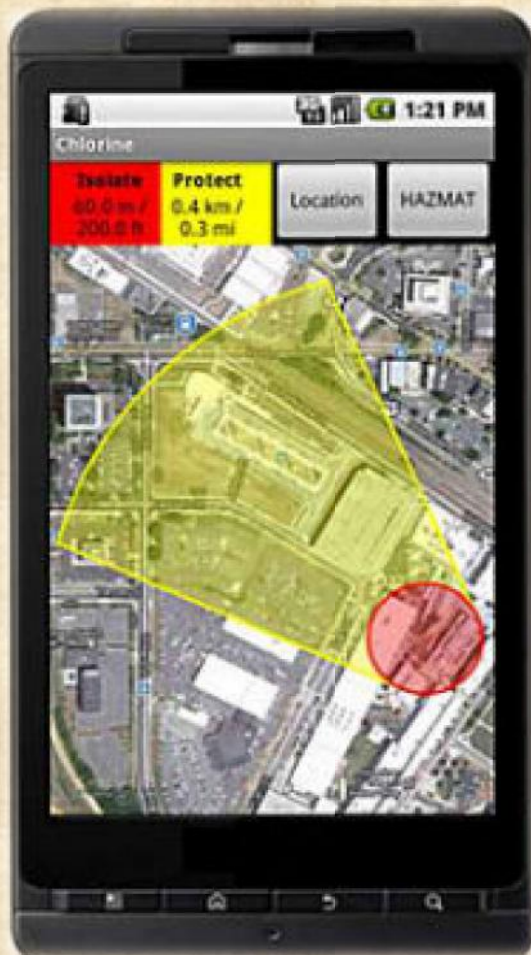 1:21 PM
Chlorine
Isolate
60.0 m /
200.0 ft
Protect
0.4 km /
0.3 mi
Location
HAZMAT